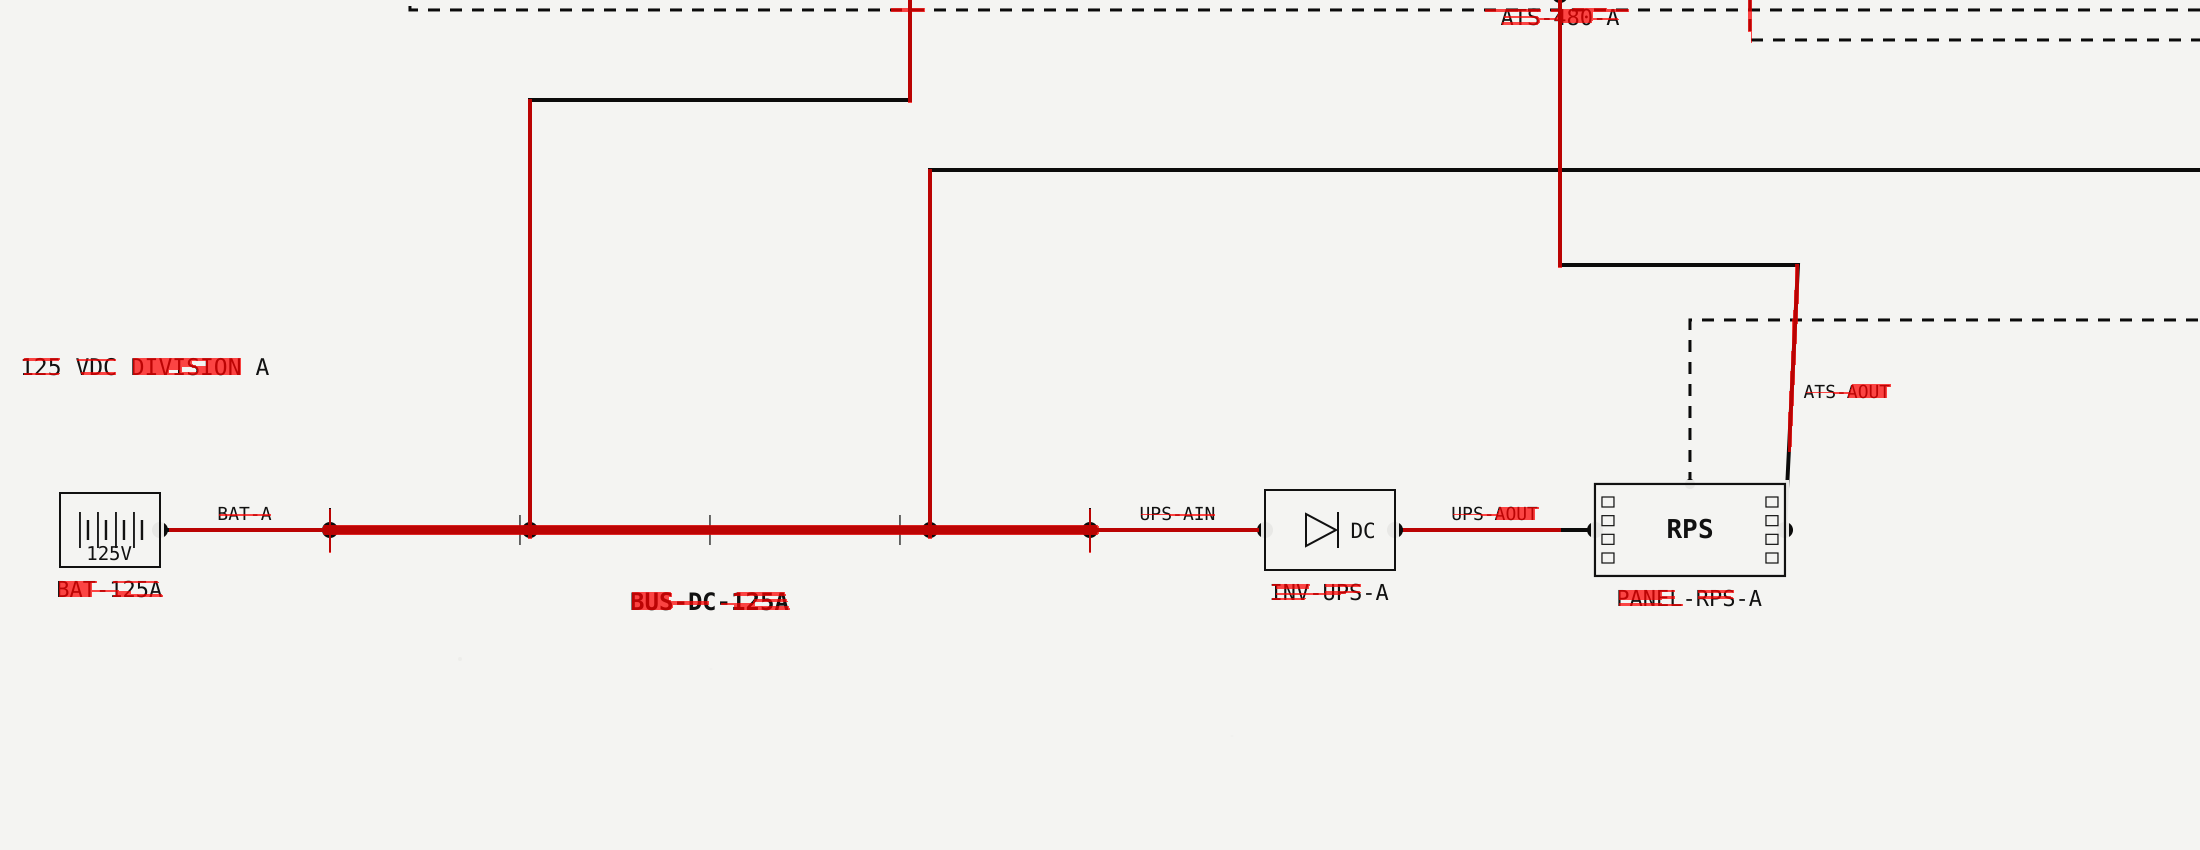 ATS-480-A
125 VDC DIVISION A
ATS-AOUT
BAT-A
UPS-AIN
UPS-AOUT
125V
DC
RPS
BAT-125A
BUS-DC-125A
INV-UPS-A
PANEL-RPS-A